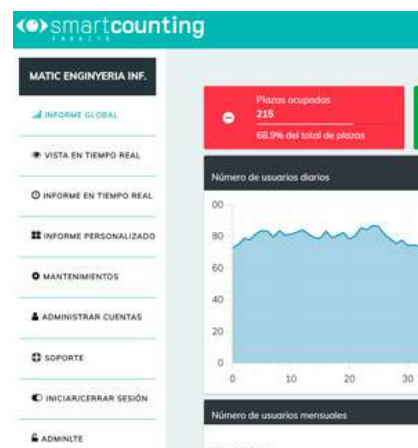 smartcounting
MATIC ENGINYERIA INF.
INFORME GLOBAL
VISTA EN TIEMPO REAL
INFORME EN TIEMPO REAL
INFORME PERSONALIZADO
MANTENIMIENTOS
ADMINISTRAR CUENTAS
SOPORTE
INICIAR/CERRAR SESIÓN
ADMINLTE
Plazas ocupadas
215
68.9% del total de plazas
Número de usuarios diarios
00
80
60
40
20
0
0 10 20 30
Número de usuarios mensuales